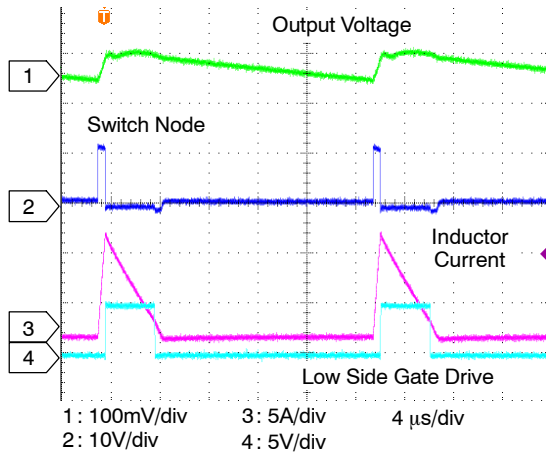 T
Output Voltage
1
Switch Node
2
Inductor
Current
3
4
Low Side Gate Drive
1 : 100mV/div 3 : 5A/div 4 µs/div
2 : 10V/div 4 : 5V/div